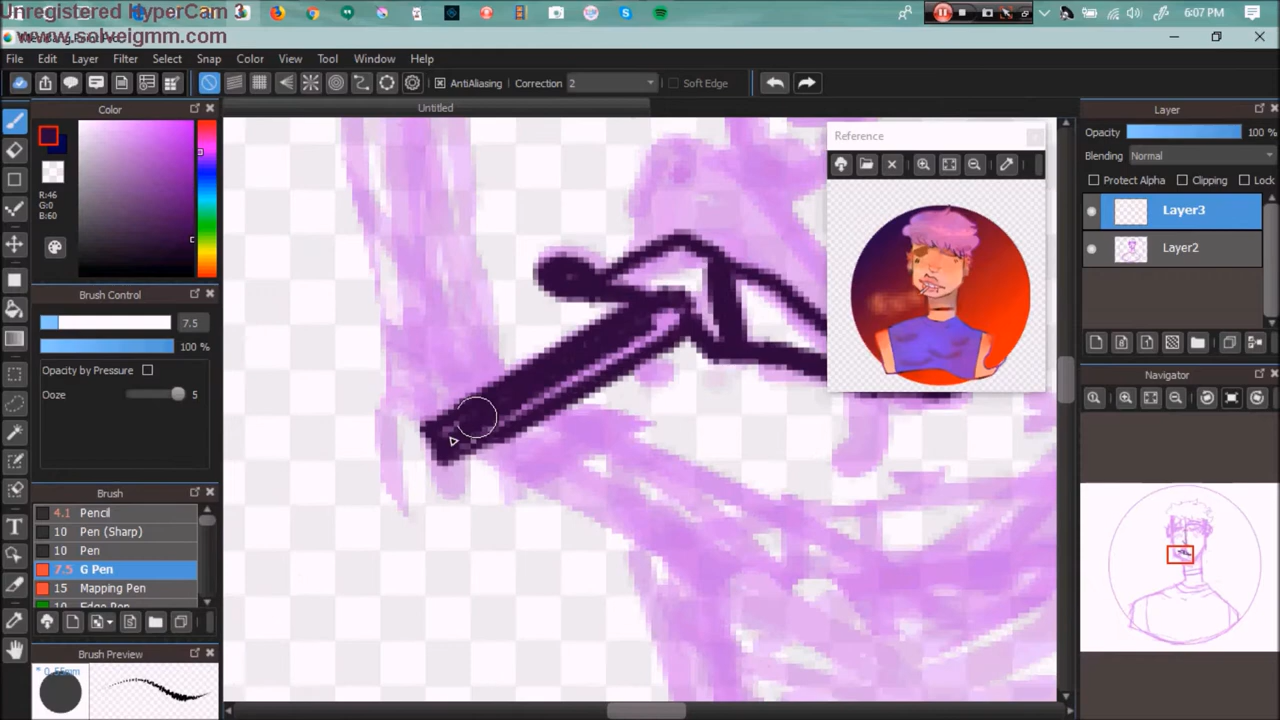 Unregistered HyperCam 3
www.solveigmm.com
6:07 PM
File Edit Layer Filter Select Snap Color View Tool Window Help
AntiAliasing Correction 2 Soft Edge
Untitled
Color
R:46
G:0
B:60
Brush Control
7.5
100 %
Opacity by Pressure
Ooze 5
Brush
4.1 Pencil
10 Pen (Sharp)
10 Pen
7.5 G Pen
15 Mapping Pen
10 Edge Pen
Brush Preview
* 0.55mm
Reference
Layer
Opacity 100 %
Blending Normal
Protect Alpha Clipping Lock
Layer3
Layer2
Navigator